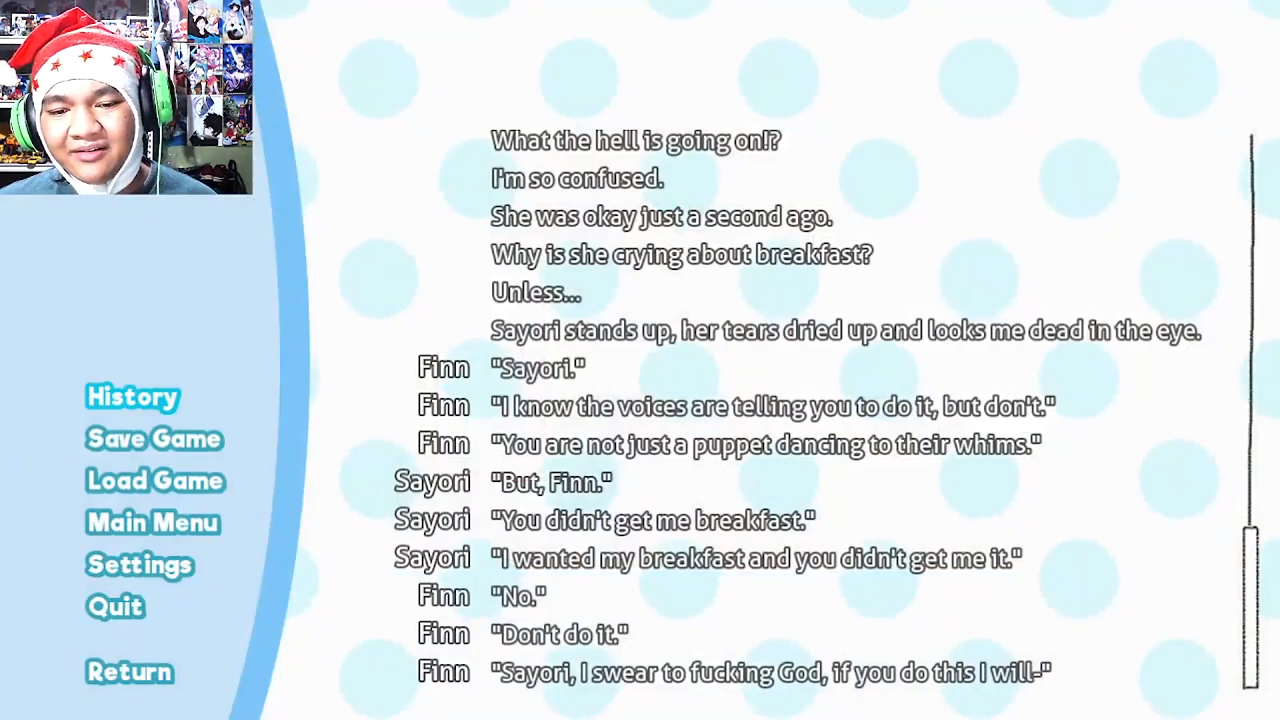 What the hell is going on!?
I'm so confused.
She was okay just a second ago.
Why is she crying about breakfast?
Unless...
Sayori stands up, her tears dried up and looks me dead in the eye.
Finn "Sayori."
Finn "I know the voices are telling you to do it, but don't."
Finn "You are not just a puppet dancing to their whims."
Sayori "But, Finn."
Sayori "You didn't get me breakfast."
Sayori "I wanted my breakfast and you didn't get me it."
Finn "No."
Finn "Don't do it."
Finn "Sayori, I swear to fucking God, if you do this I will-"
History
Save Game
Load Game
Main Menu
Settings
Quit
Return